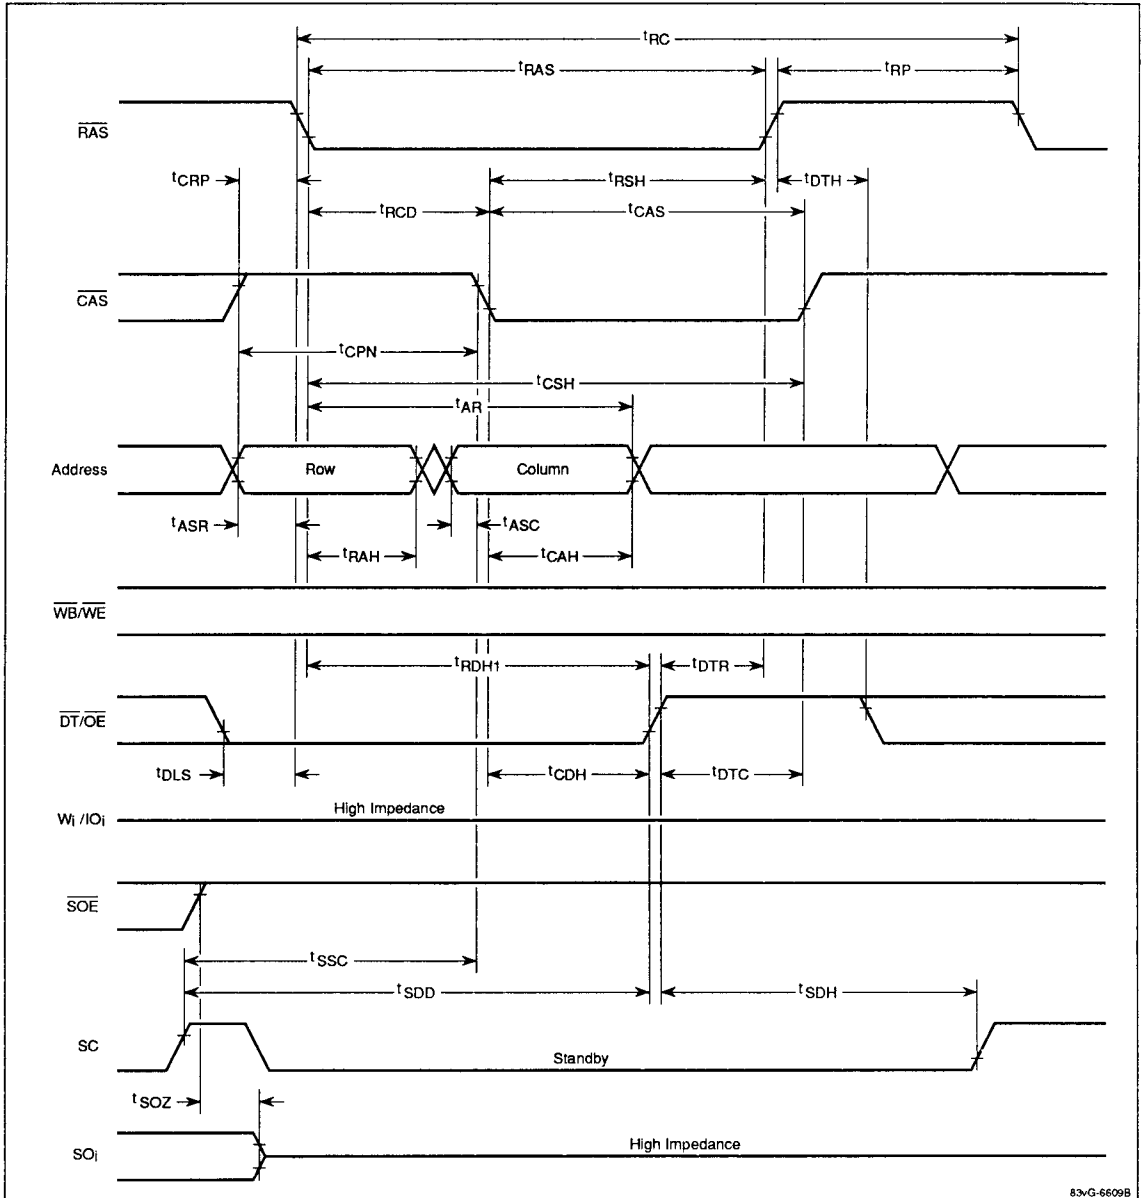 tRC
tRAS
tRP
RAS
tCRP
tRSH
tDTH
tRCD
tCAS
CAS
tCPN
tCSH
tAR
Address
Row
Column
tASR
tASC
tRAH
tCAH
WB/WE
tRDH1
tDTR
DT/OE
tDLS
tCDH
tDTC
High Impedance
Wi /IOi
SOE
tSSC
tSDD
tSDH
SC
Standby
tSOZ
High Impedance
SOi
83vG-6609B